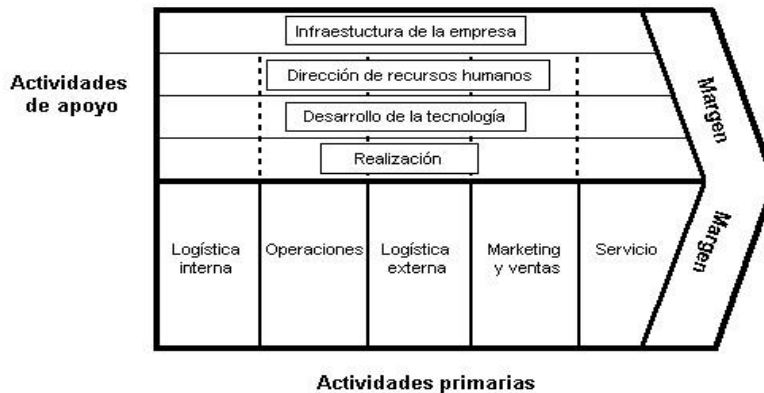 Infraestuctura de la empresa
Actividades
de apoyo
Dirección de recursos humanos
Desarrollo de la tecnología
Realización
Margen
Margen
Logística
interna
Operaciones
Logística
externa
Marketing
y ventas
Servicio
Actividades primarias